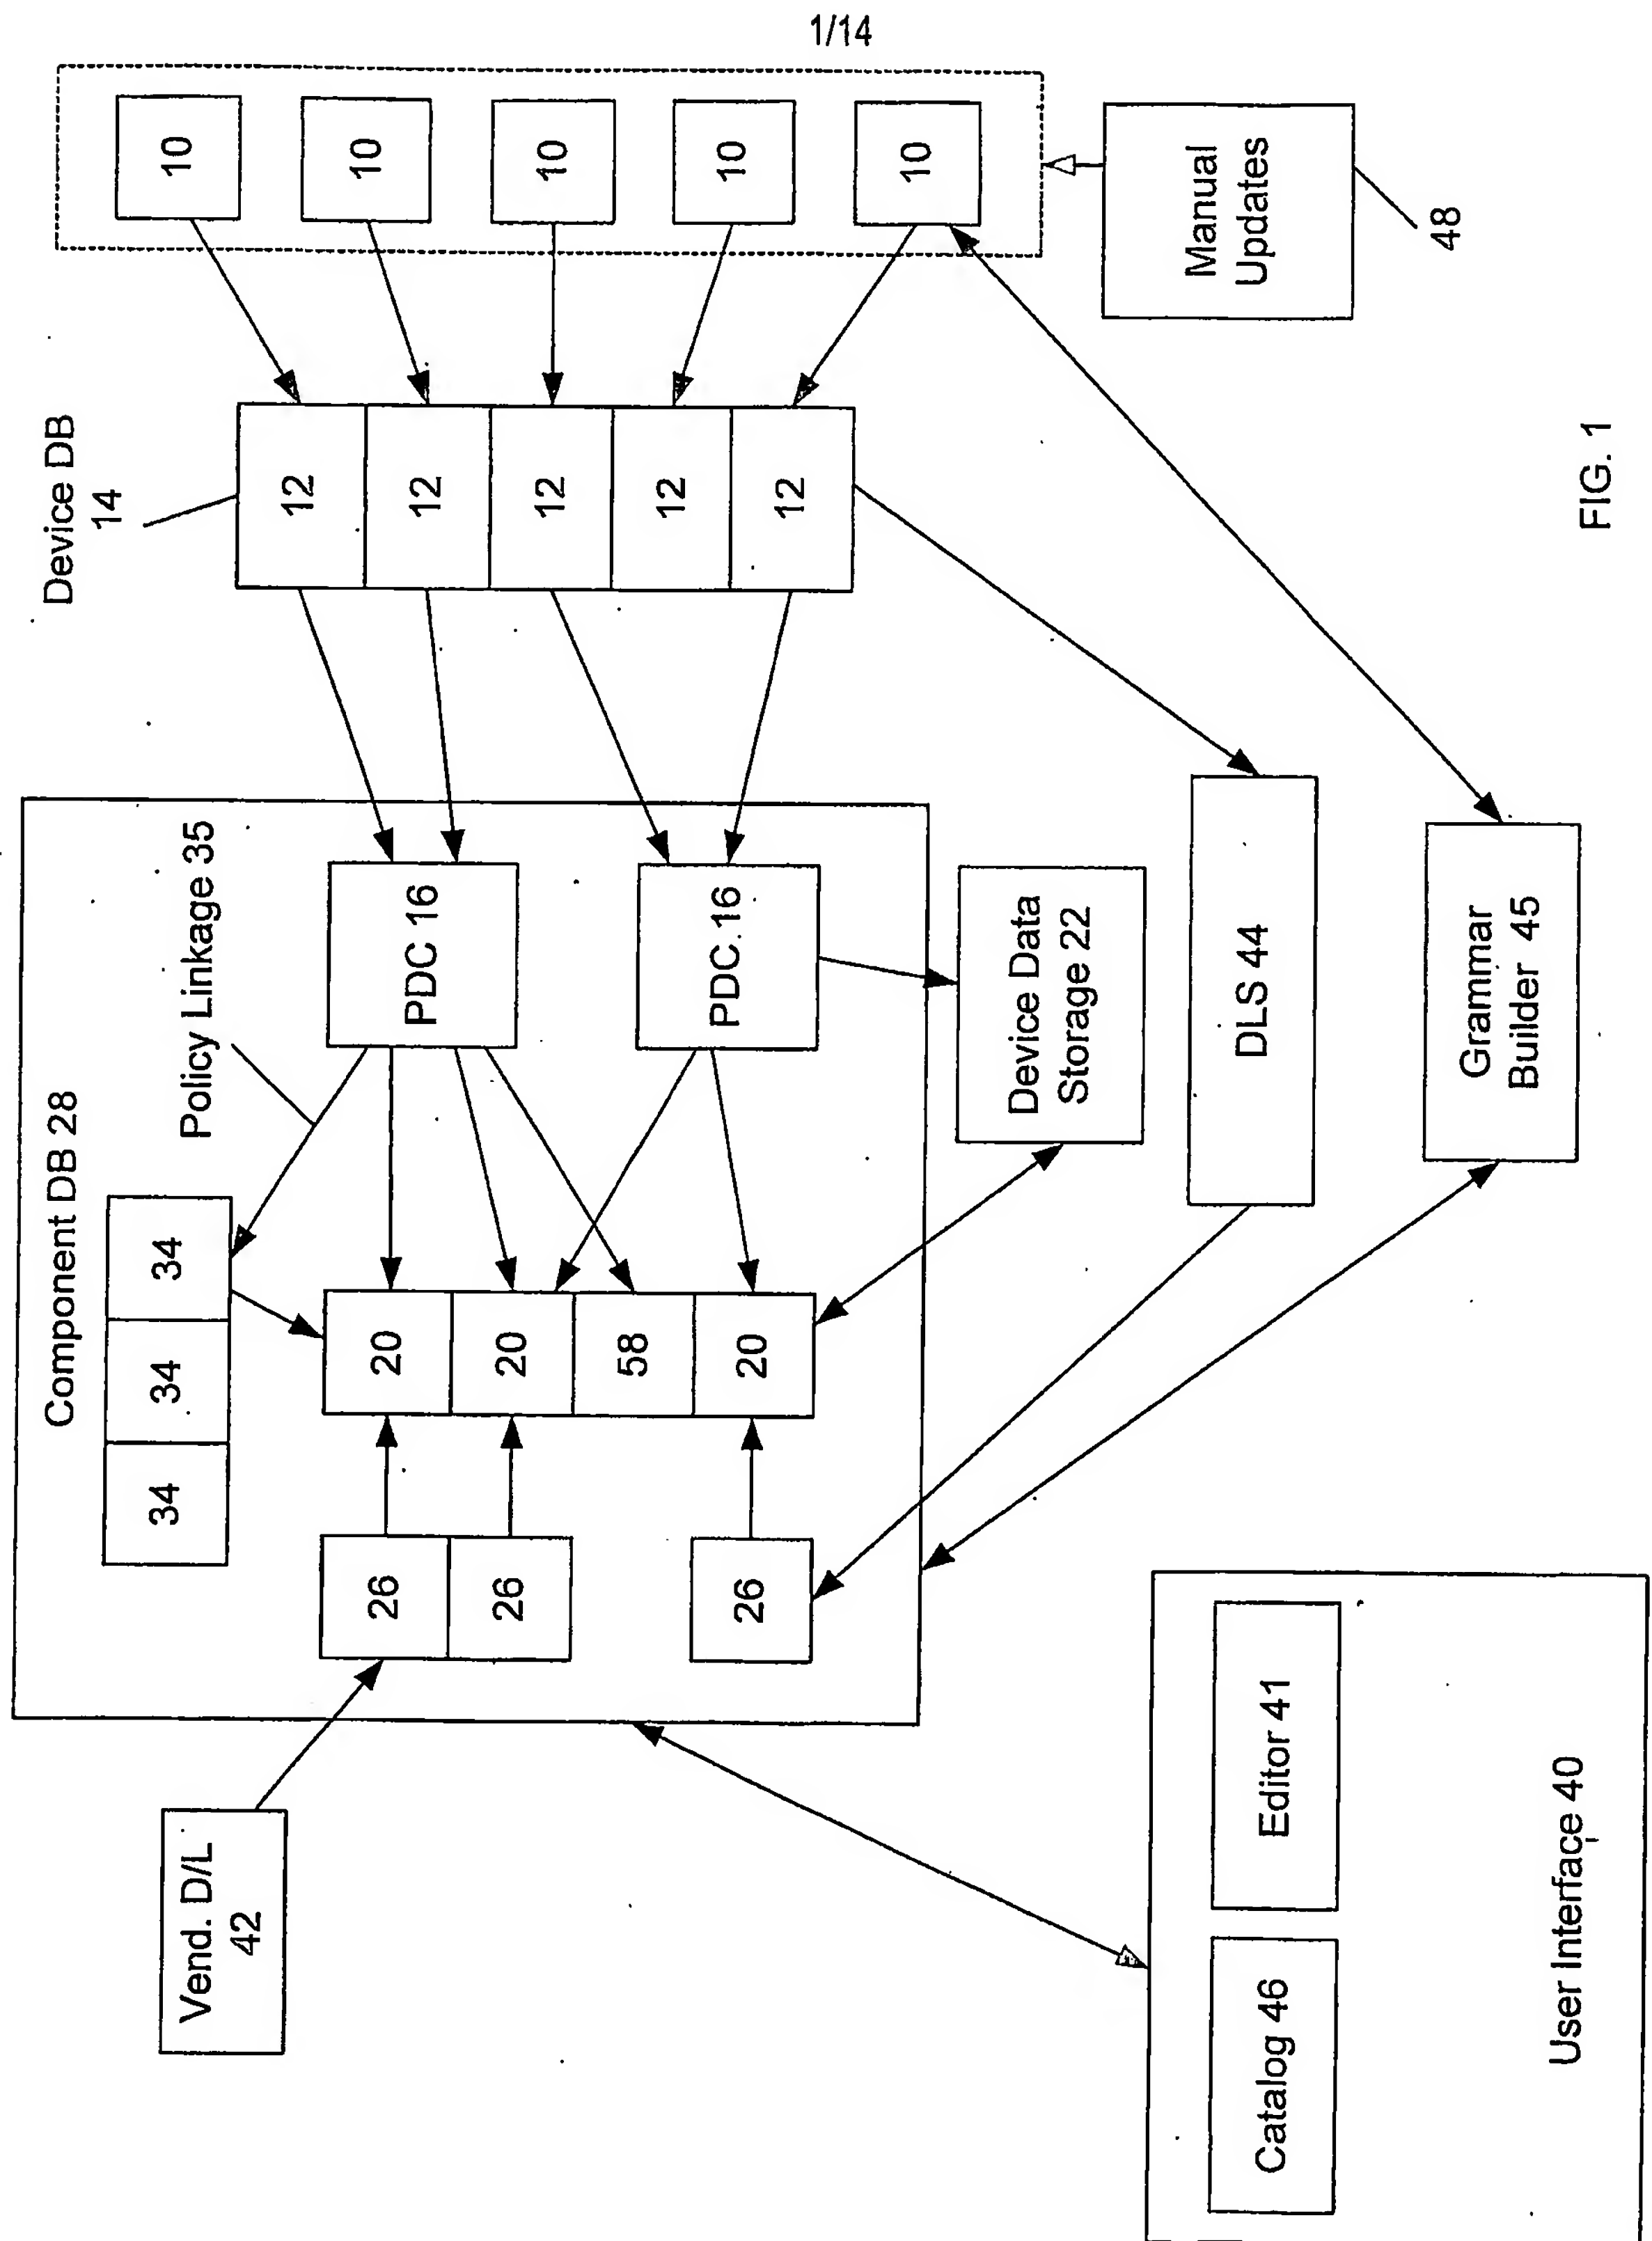 1/14
Vend. D/L
42
Component DB 28
Policy Linkage 35
Device DB
14
34
34
34
26
26
26
20
20
58
20
PDC 16
PDC 16
12
12
12
12
12
10
10
10
10
10
Device Data
Storage 22
DLS 44
Grammar
Builder 45
Manual
Updates
48
Catalog 46
Editor 41
User Interface 40
FIG. 1